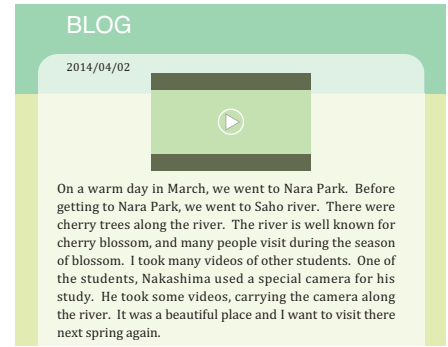 BLOG
2014/04/02
On a warm day in March, we went to Nara Park. Before
getting to Nara Park, we went to Saho river. There were
cherry trees along the river. The river is well known for
cherry blossom, and many people visit during the season
of blossom. I took many videos of other students. One of
the students, Nakashima used a special camera for his
study. He took some videos, carrying the camera along
the river. It was a beautiful place and I want to visit there
next spring again.